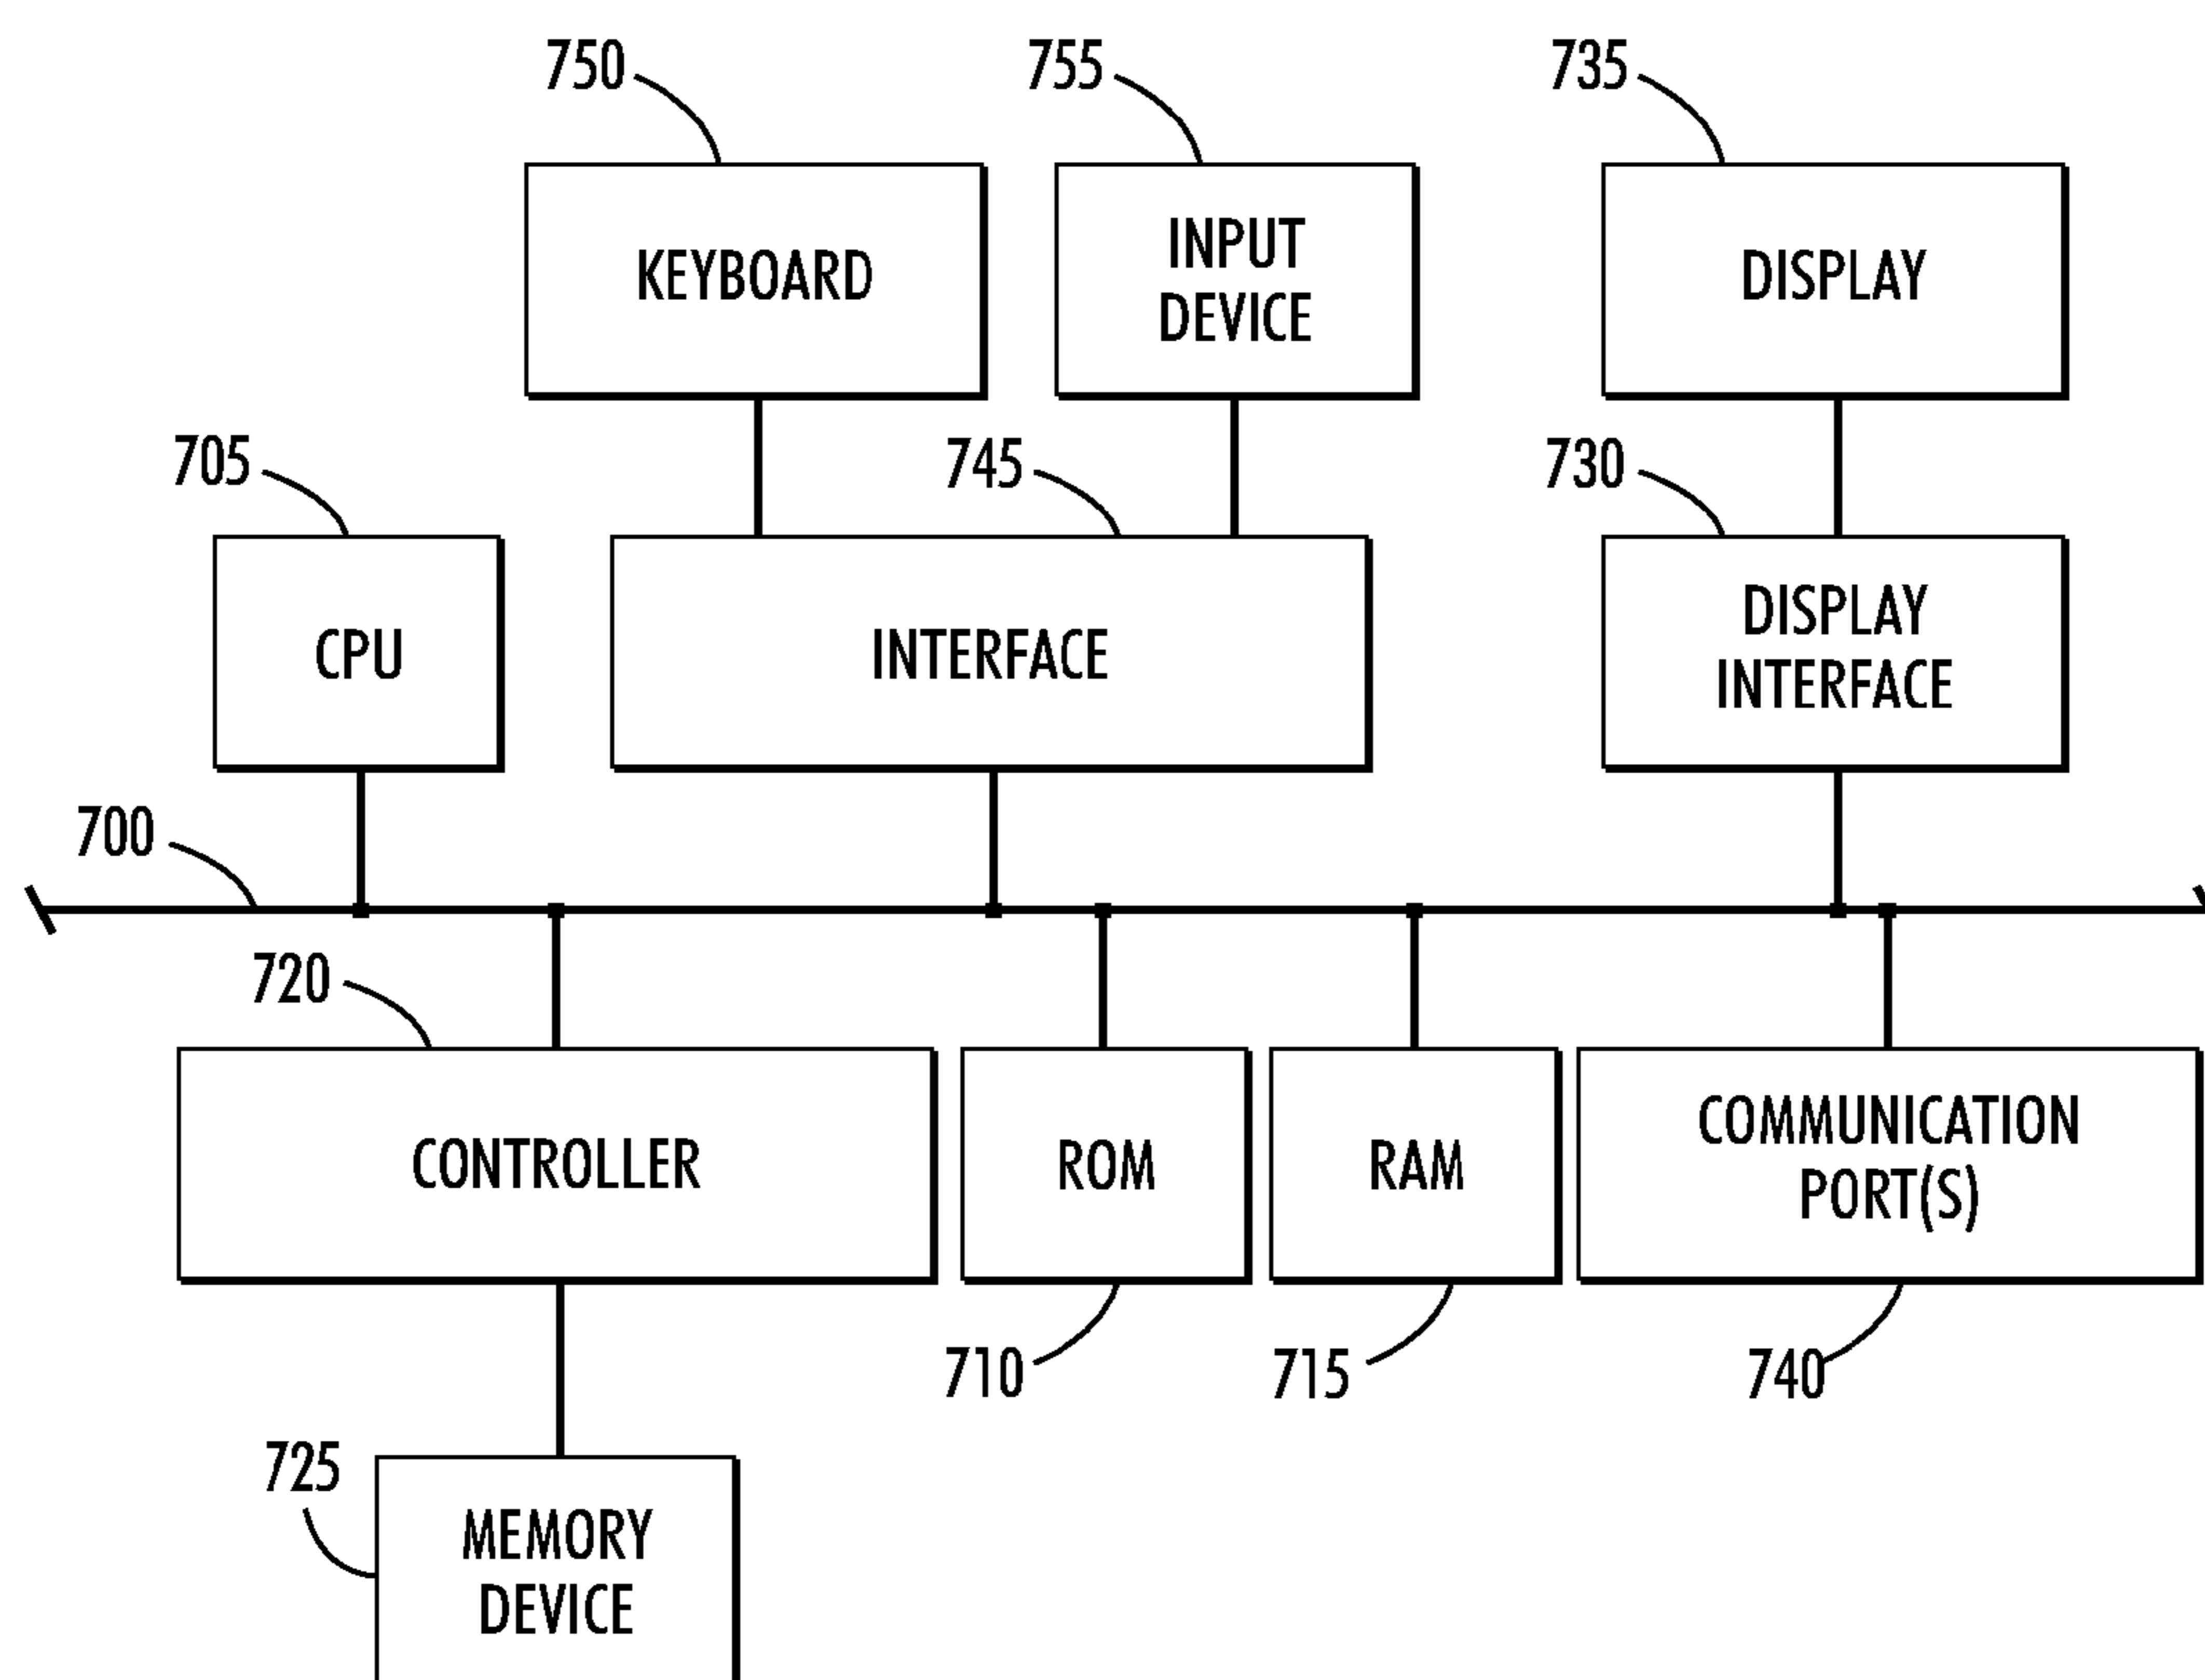 750
755
735
KEYBOARD
INPUT
DEVICE
DISPLAY
705
745
730
CPU
INTERFACE
DISPLAY
INTERFACE
700
720
CONTROLLER
ROM
RAM
COMMUNICATION
PORT(S)
710
715
740
725
MEMORY
DEVICE